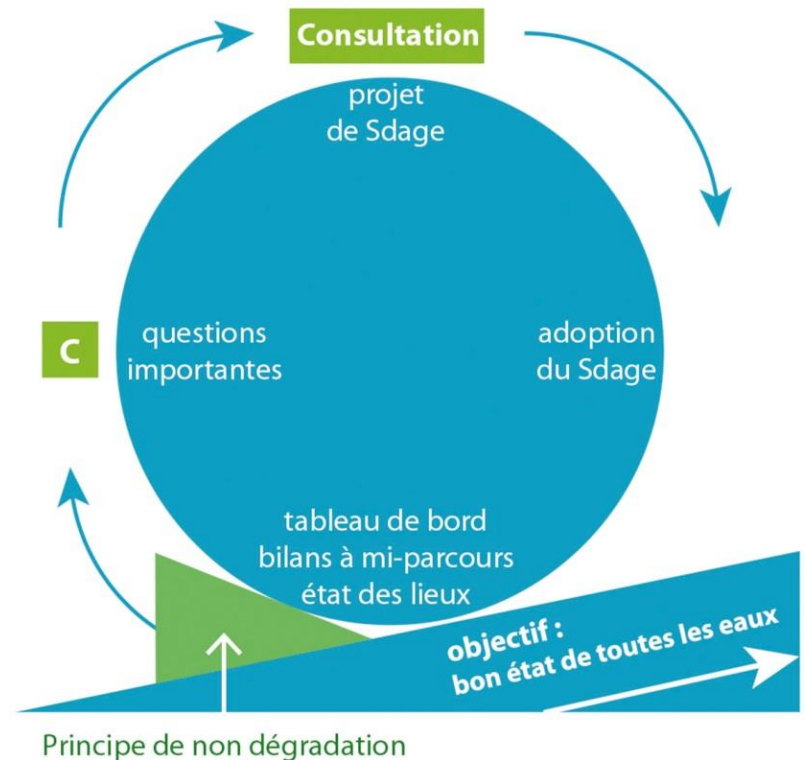 Consultation
projet
de Sdage
C
questions
importantes
adoption
du Sdage
tableau de bord
bilans à mi-parcours
état des lieux
objectif :
bon état de toutes les eaux
Principe de non dégradation